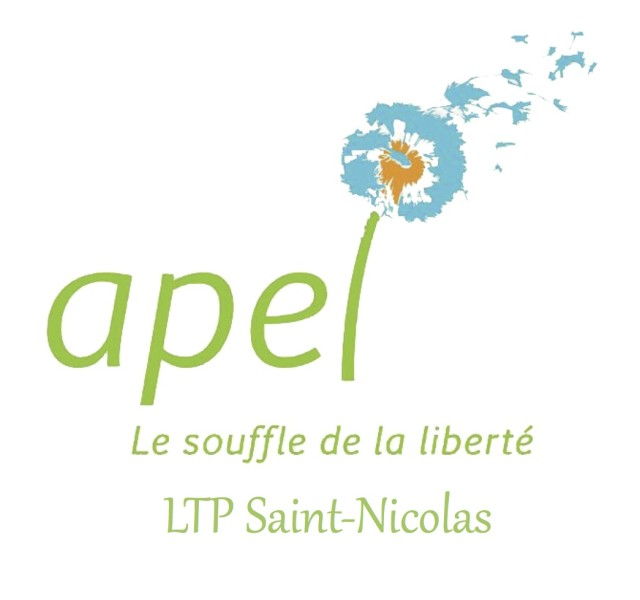 apel
Le souffle de la liberté
LTP Saint-Nicolas